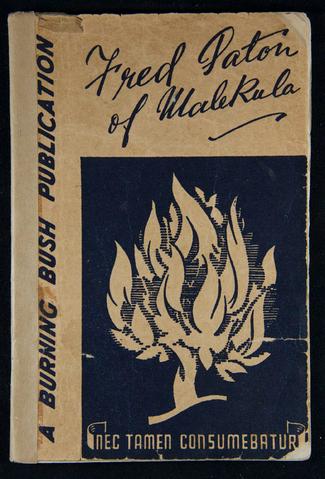 Fred Paton
of Malekula
A BURNING BUSH PUBLICATION
NEC TAMEN CONSUMEBATUR